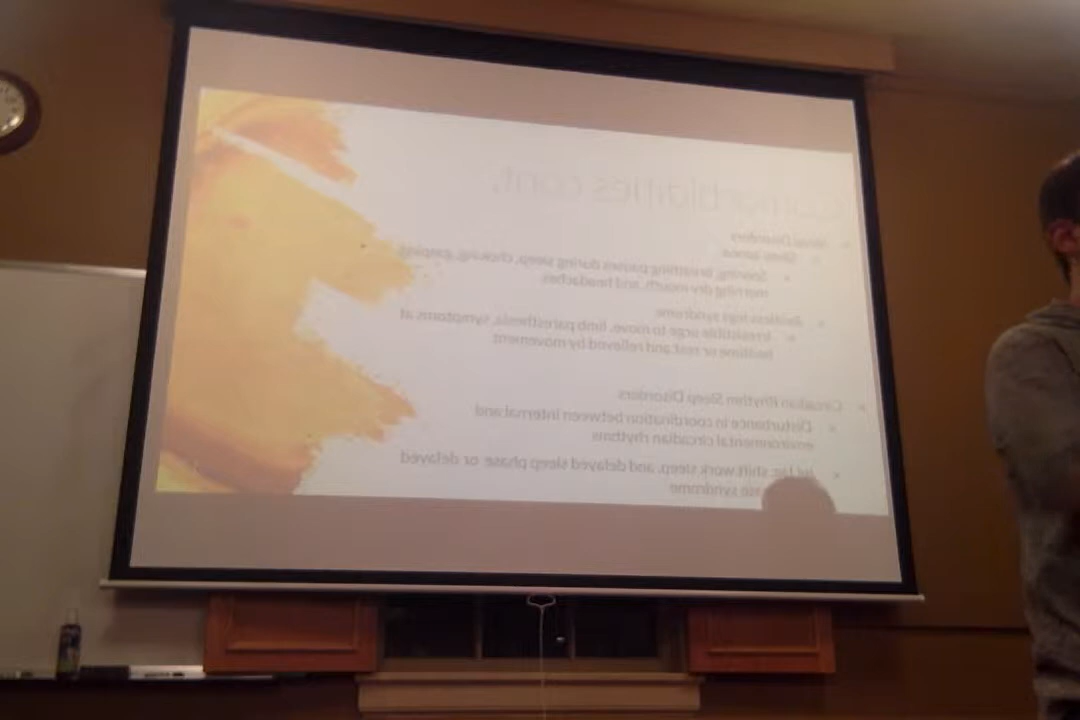 Comorbidities cont.
Sleep Disorders
Sleep apnea
Snoring, breathing pauses during sleep, choking, gasping,
morning dry mouth, and headaches
Restless legs syndrome
Irresistible urge to move, limb paresthesia, symptoms at
bedtime or rest and relieved by movement
Circadian Rhythm Sleep Disorders
Disturbance in coordination between internal and
environmental circadian rhythms
Jet lag, shift work sleep, and delayed sleep phase or delayed
syndrome